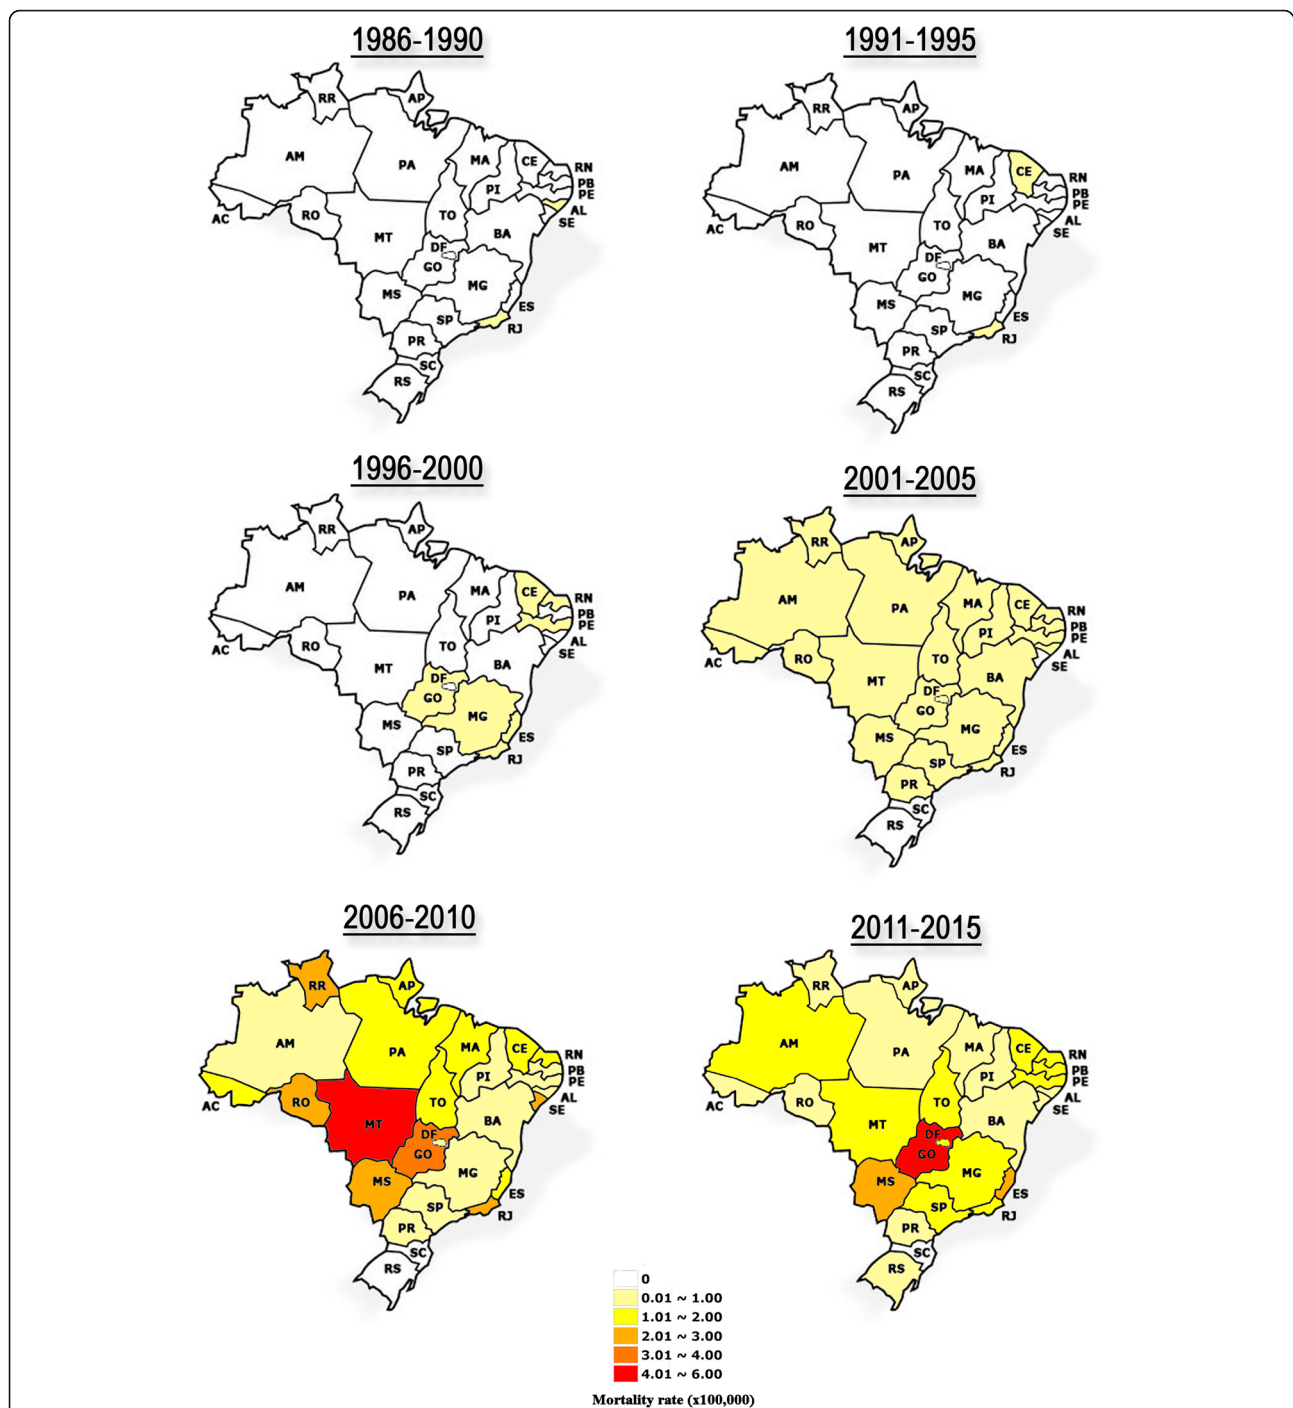 1986-1990
RR
AP
AM
PA
MA
CE
RN
PB
PI
PE
AL
AC
RO
TO
SE
MT
DF
BA
GO
MS
MG
ES
SP
RJ
PR
SC
RS
1991-1995
RR
AP
AM
PA
MA
CE
RN
PB
PI
PE
AL
AC
RO
TO
SE
MT
DF
BA
GO
MS
MG
ES
SP
RJ
PR
SC
RS
1996-2000
RR
AP
AM
PA
MA
CE
RN
PB
PI
PE
AL
AC
RO
TO
SE
MT
DF
BA
GO
MS
MG
ES
SP
RJ
PR
SC
RS
2001-2005
RR
AP
AM
PA
MA
CE
RN
PB
PI
PE
AL
AC
RO
TO
SE
MT
DF
BA
GO
MS
MG
ES
SP
RJ
PR
SC
RS
2006-2010
RR
AP
AM
PA
MA
CE
RN
PB
PI
PE
AL
AC
RO
TO
SE
MT
DF
BA
GO
MS
MG
ES
SP
RJ
PR
SC
RS
2011-2015
RR
AP
AM
PA
MA
CE
RN
PB
PI
PE
AL
AC
RO
TO
SE
MT
DF
BA
GO
MS
MG
ES
SP
RJ
PR
SC
RS
0
0.01 ~ 1.00
1.01 ~ 2.00
2.01 ~ 3.00
3.01 ~ 4.00
4.01 ~ 6.00
Mortality rate (x100,000)